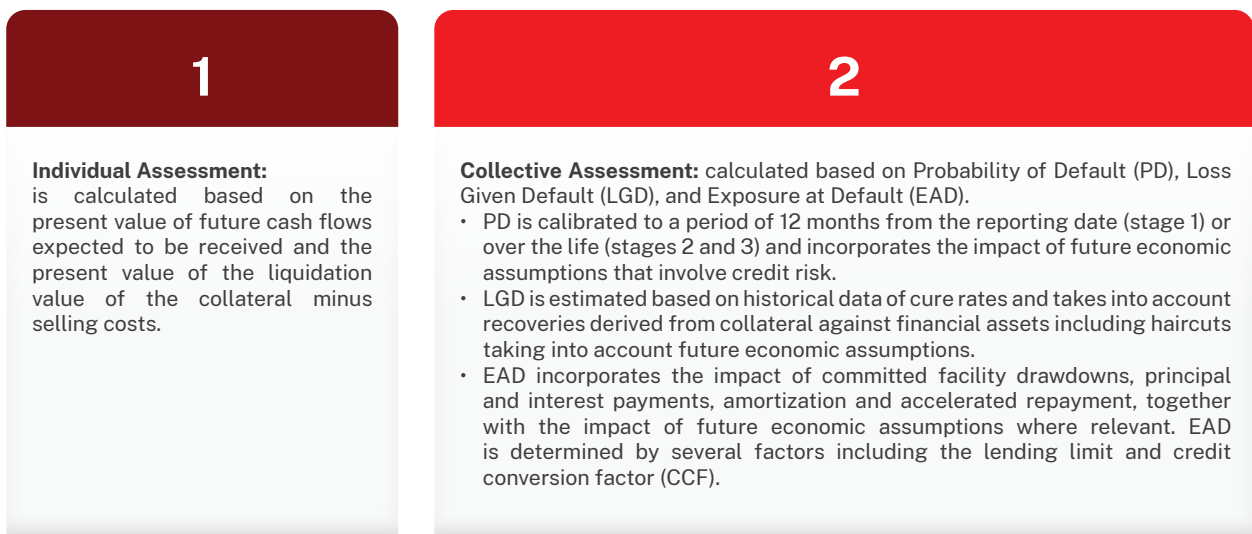 1
Individual Assessment:
is calculated based on the
present value of future cash flows
expected to be received and the
present value of the liquidation
value of the collateral minus
selling costs.
2
Collective Assessment: calculated based on Probability of Default (PD), Loss
Given Default (LGD), and Exposure at Default (EAD).
• PD is calibrated to a period of 12 months from the reporting date (stage 1) or
over the life (stages 2 and 3) and incorporates the impact of future economic
assumptions that involve credit risk.
• LGD is estimated based on historical data of cure rates and takes into account
recoveries derived from collateral against financial assets including haircuts
taking into account future economic assumptions.
• EAD incorporates the impact of committed facility drawdowns, principal
and interest payments, amortization and accelerated repayment, together
with the impact of future economic assumptions where relevant. EAD
is determined by several factors including the lending limit and credit
conversion factor (CCF).